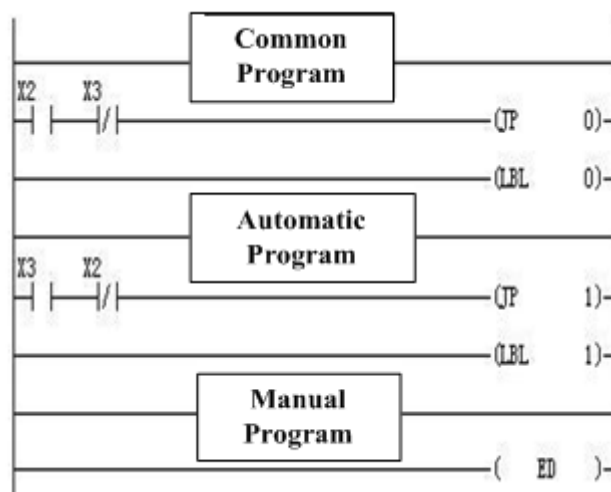 Common
Program
X2 X3
(JP 0)
(LBL 0)
Automatic
Program
X3 X2
(JP 1)
(LBL 1)
Manual
Program
( ED )